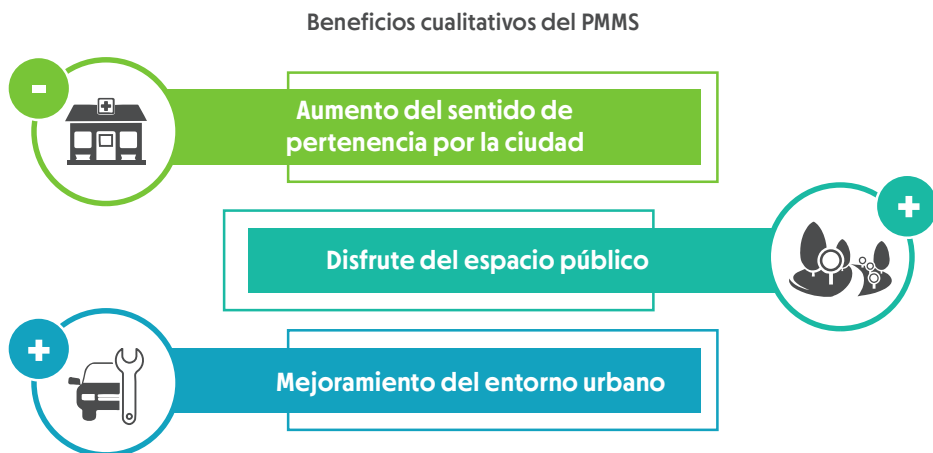 Beneficios cualitativos del PMMS
-
Aumento del sentido de
pertenencia por la ciudad
+
Disfrute del espacio público
+
Mejoramiento del entorno urbano